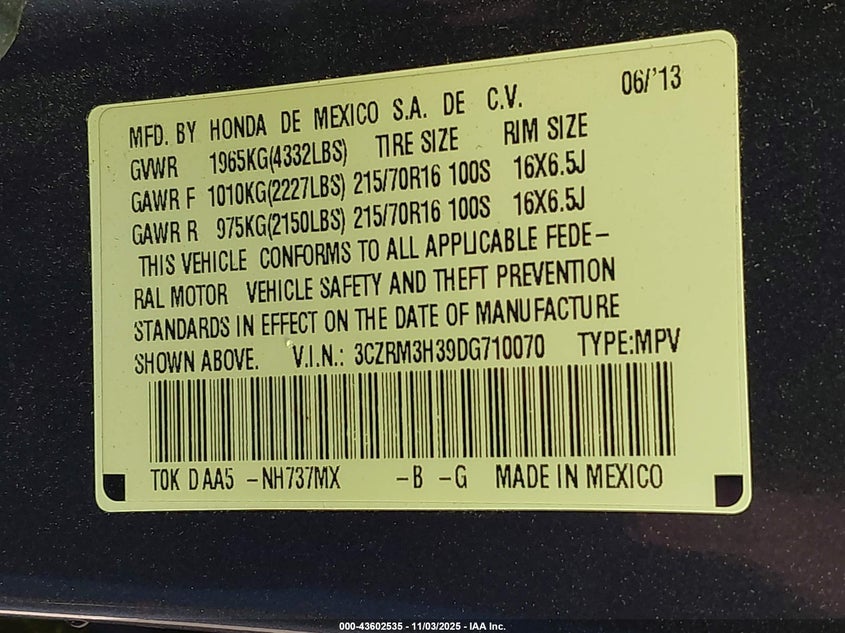 06/'13
MFD. BY HONDA DE MEXICO S.A. DE C.V.
GVWR 1965KG(4332LBS) TIRE SIZE RIM SIZE
GAWR F 1010KG(2227LBS) 215/70R16 100S 16X6.5J
GAWR R 975KG(2150LBS) 215/70R16 100S 16X6.5J
THIS VEHICLE CONFORMS TO ALL APPLICABLE FEDE–
RAL MOTOR VEHICLE SAFETY AND THEFT PREVENTION
STANDARDS IN EFFECT ON THE DATE OF MANUFACTURE
SHOWN ABOVE. V.I.N.: 3CZRM3H39DG710070 TYPE:MPV
T0K D AA5 –NH737MX –B –G MADE IN MEXICO
000-43602535 - 11/03/2025 - IAA Inc.